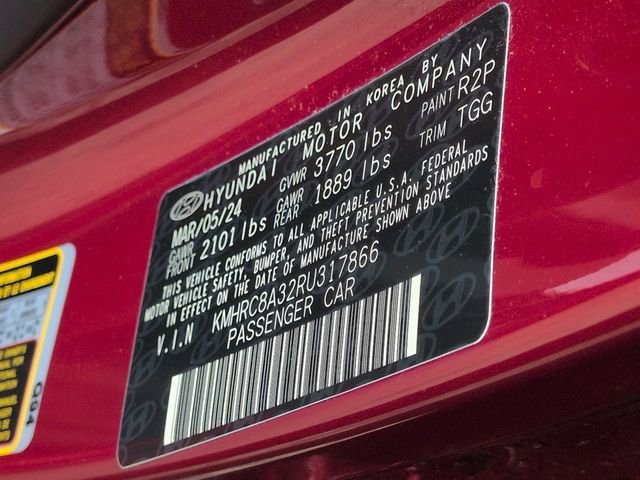 MANUFACTURED IN KOREA BY
HYUNDAI MOTOR COMPANY
MAR/05/24 GVWR 3770 lbs PAINT R2P
GAWR FRONT 2101 lbs GAWR REAR 1889 lbs TRIM TGG
THIS VEHICLE CONFORMS TO ALL APPLICABLE U.S.A. FEDERAL
MOTOR VEHICLE SAFETY, BUMPER, AND THEFT PREVENTION STANDARDS
IN EFFECT ON THE DATE OF MANUFACTURE SHOWN ABOVE
V.I.N KMHRC8A32RU317866
PASSENGER CAR
Q94